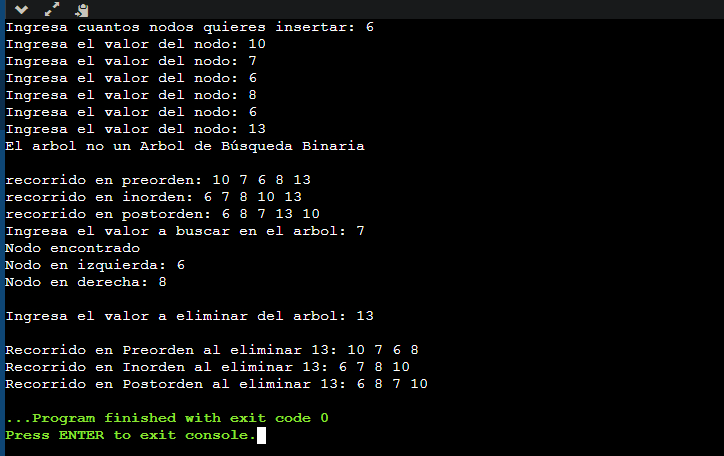 Ingresa cuantos nodos quieres insertar: 6
Ingresa el valor del nodo: 10
Ingresa el valor del nodo: 7
Ingresa el valor del nodo: 6
Ingresa el valor del nodo: 8
Ingresa el valor del nodo: 6
Ingresa el valor del nodo: 13
El arbol no un Arbol de Búsqueda Binaria

recorrido en preorden: 10 7 6 8 13
recorrido en inorden: 6 7 8 10 13
recorrido en postorden: 6 8 7 13 10
Ingresa el valor a buscar en el arbol: 7
Nodo encontrado
Nodo en izquierda: 6
Nodo en derecha: 8

Ingresa el valor a eliminar del arbol: 13

Recorrido en Preorden al eliminar 13: 10 7 6 8
Recorrido en Inorden al eliminar 13: 6 7 8 10
Recorrido en Postorden al eliminar 13: 6 8 7 10

...Program finished with exit code 0
Press ENTER to exit console.